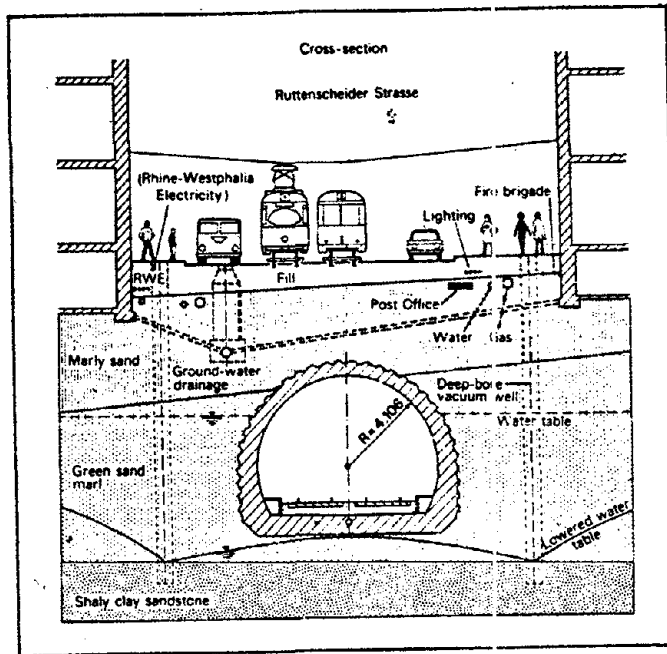 Cross-section
Ruttenscheider Strasse
(Rhine-Westphalia
Electricity)
Fire brigade
Lighting
RWE
Fill
Post Office
Water
Gas
Marly sand
Ground-water
drainage
Deep-bore
vacuum well
R=4,106
Water table
Green sand
marl
Lowered water
table
Shaly clay sandstone